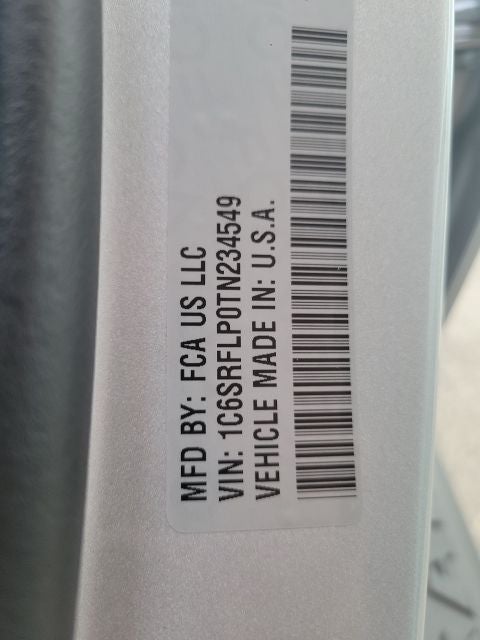 MFD BY: FCA US LLC
VIN: 1C6SRFLP0TN234549
VEHICLE MADE IN: U.S.A.